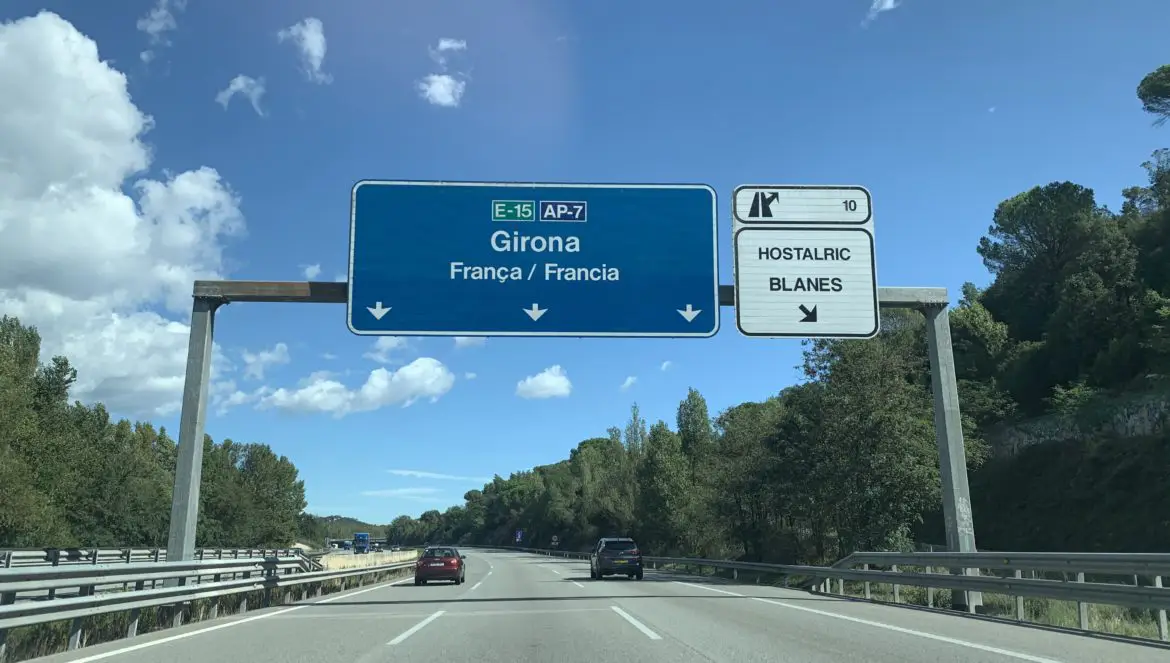 E-15 AP-7
Girona
França / Francia
10
HOSTALRIC
BLANES